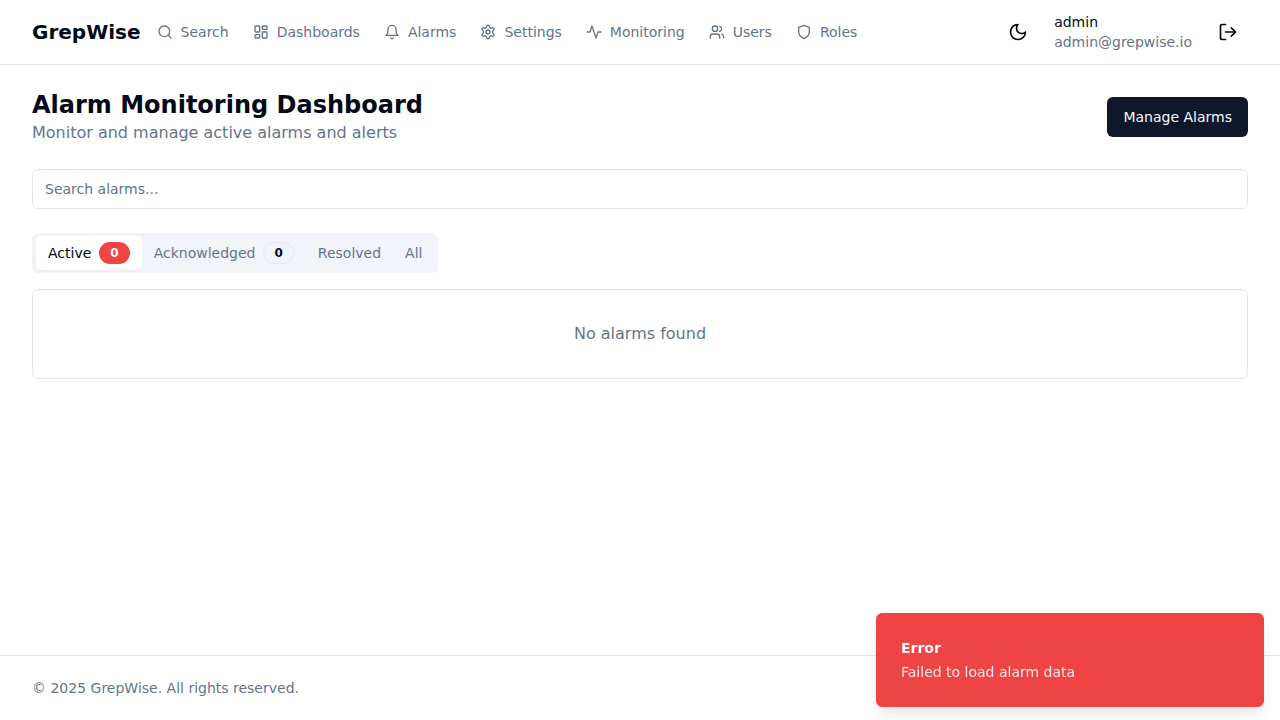 GrepWise
Search
Dashboards
Alarms
Settings
Monitoring
Users
Roles
admin
admin@grepwise.io
Alarm Monitoring Dashboard
Monitor and manage active alarms and alerts
Manage Alarms
Search alarms...
Active 0
Acknowledged 0
Resolved
All
No alarms found
Error
Failed to load alarm data
© 2025 GrepWise. All rights reserved.